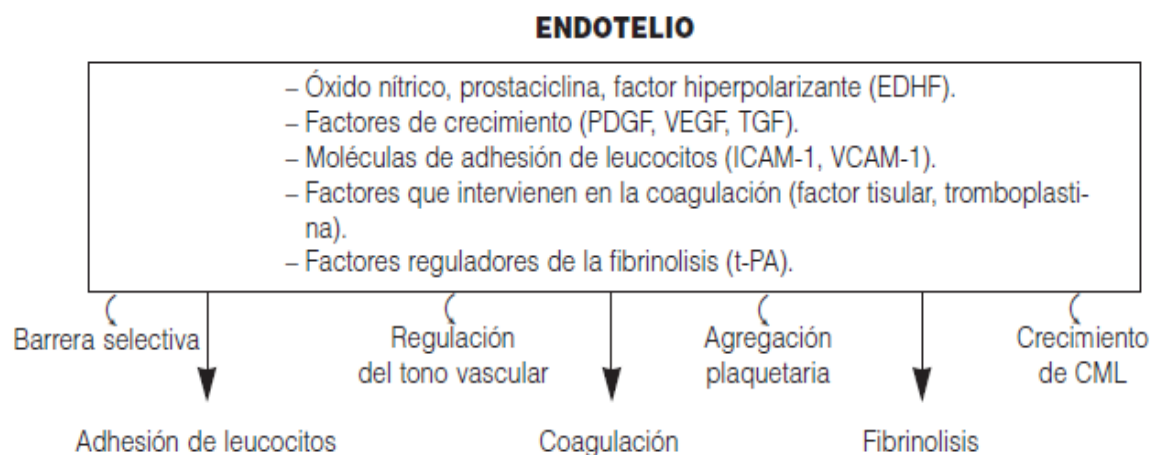 ENDOTELIO
– Óxido nítrico, prostaciclina, factor hiperpolarizante (EDHF).
– Factores de crecimiento (PDGF, VEGF, TGF).
– Moléculas de adhesión de leucocitos (ICAM-1, VCAM-1).
– Factores que intervienen en la coagulación (factor tisular, tromboplasti-
na).
– Factores reguladores de la fibrinolisis (t-PA).
Barrera selectiva
Regulación
del tono vascular
Agregación
plaquetaria
Crecimiento
de CML
Adhesión de leucocitos
Coagulación
Fibrinolisis